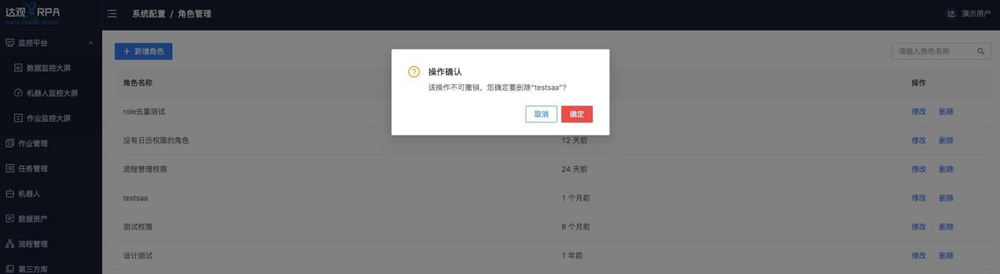 达观 RPA
DATA GRAND ROBOT
系统配置 / 角色管理
达 演示用户
监控平台
数据监控大屏
机器人监控大屏
作业监控大屏
作业管理
任务管理
机器人
数据资产
流程管理
第三方库
+ 新增角色
请输入角色名称
角色名称 操作
role去重测试 修改 删除
没有日历权限的角色 12 天前 修改 删除
流程管理权限 24 天前 修改 删除
testsaa 1 个月前 修改 删除
测试权限 8 个月前 修改 删除
设计测试 1 年前 修改 删除
操作确认
该操作不可撤销，您确定要删除"testsaa"?
取消 确定